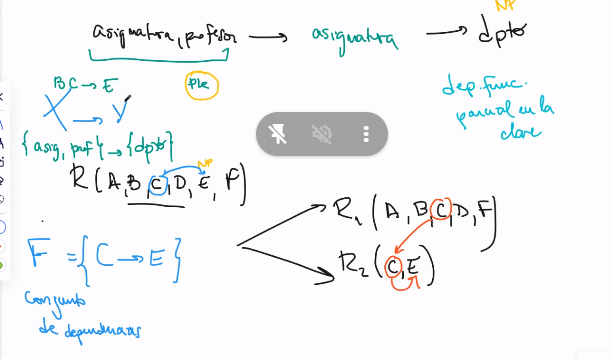 NP
asignatura, profesor → asignatura → dpto
BC → E
PK
X → Y
dep. func.
parcial en la
clave
{asig, prof} → {dpto}
NP
R(A,B,C,D,E,F)
R₁(A,B,C,D,F)
F = {C → E}
R₂(C,E)
Conjunto
de dependencias